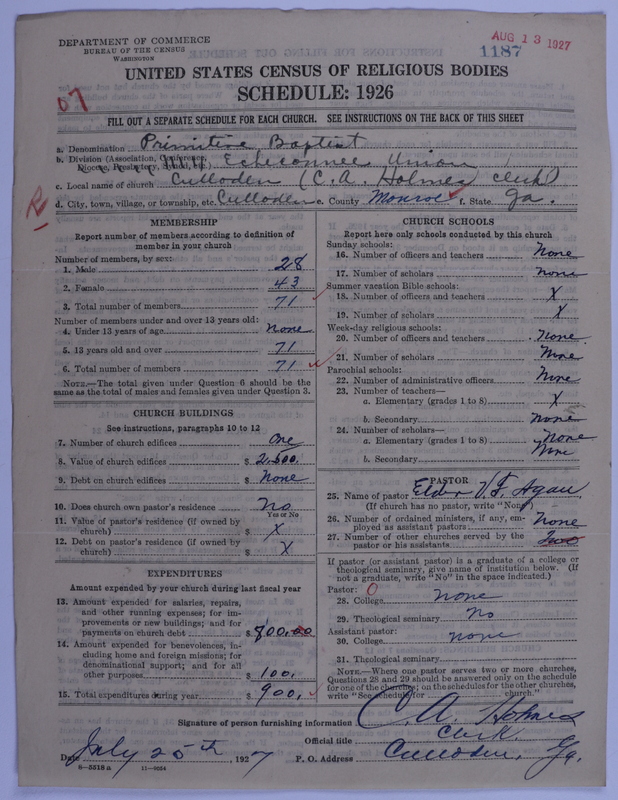 DEPARTMENT OF COMMERCE
BUREAU OF THE CENSUS
WASHINGTON
AUG 13 1927
1187
UNITED STATES CENSUS OF RELIGIOUS BODIES
SCHEDULE: 1926
FILL OUT A SEPARATE SCHEDULE FOR EACH CHURCH. SEE INSTRUCTIONS ON THE BACK OF THIS SHEET
a. Denomination Primitive Baptist
b. Division (Association, Conference,
Diocese, Presbytery, Synod, etc.) Echeconnee Union
c. Local name of church Culloden (C. A. Holmes clerk)
d. City, town, village, or township, etc. Culloden e. County Monroe f. State Ga.
MEMBERSHIP
Report number of members according to definition of
member in your church
Number of members, by sex:
1. Male 28
2. Female 43
3. Total number of members 71
Number of members under and over 13 years old:
4. Under 13 years of age none
5. 13 years old and over 71
6. Total number of members 71
NOTE.—The total given under Question 6 should be the
same as the total of males and females given under Question 3.
CHURCH BUILDINGS
See instructions, paragraphs 10 to 12
7. Number of church edifices One
8. Value of church edifices $ 2,500.
9. Debt on church edifices $ None
10. Does church own pastor's residence No
Yes or No
11. Value of pastor's residence (if owned by
church) $ X
12. Debt on pastor's residence (if owned by
church) $ X
EXPENDITURES
Amount expended by your church during last fiscal year
13. Amount expended for salaries, repairs,
and other running expenses; for im-
provements or new buildings; and for
payments on church debt $ 800.00
14. Amount expended for benevolences, in-
cluding home and foreign missions; for
denominational support; and for all
other purposes $ 100.
15. Total expenditures during year $ 900.
CHURCH SCHOOLS
Report here only schools conducted by this church
Sunday schools:
16. Number of officers and teachers None
17. Number of scholars none
Summer vacation Bible schools:
18. Number of officers and teachers X
19. Number of scholars X
Week-day religious schools:
20. Number of officers and teachers None
21. Number of scholars None
Parochial schools:
22. Number of administrative officers None
23. Number of teachers—
a. Elementary (grades 1 to 8) X
b. Secondary None
24. Number of scholars—
a. Elementary (grades 1 to 8) None
b. Secondary None
PASTOR
25. Name of pastor Elder V. F. Agan
(If church has no pastor, write "None")
26. Number of ordained ministers, if any, em-
ployed as assistant pastors None
27. Number of other churches served by the
pastor or his assistants Two
If pastor (or assistant pastor) is a graduate of a college or
theological seminary, give name of institution below. (If
not a graduate, write "No" in the space indicated.)
Pastor: 0
28. College none
29. Theological seminary No
Assistant pastor:
30. College none
31. Theological seminary
NOTE.—Where one pastor serves two or more churches,
Questions 28 and 29 should be answered only on the schedule
for one of the churches; on the schedules for the other churches,
write "See schedule for church."
Signature of person furnishing information C. A. Holmes
Official title Clerk.
Date July 25th, 1927 P. O. Address Culloden, Ga.
8—5518a 11—9034